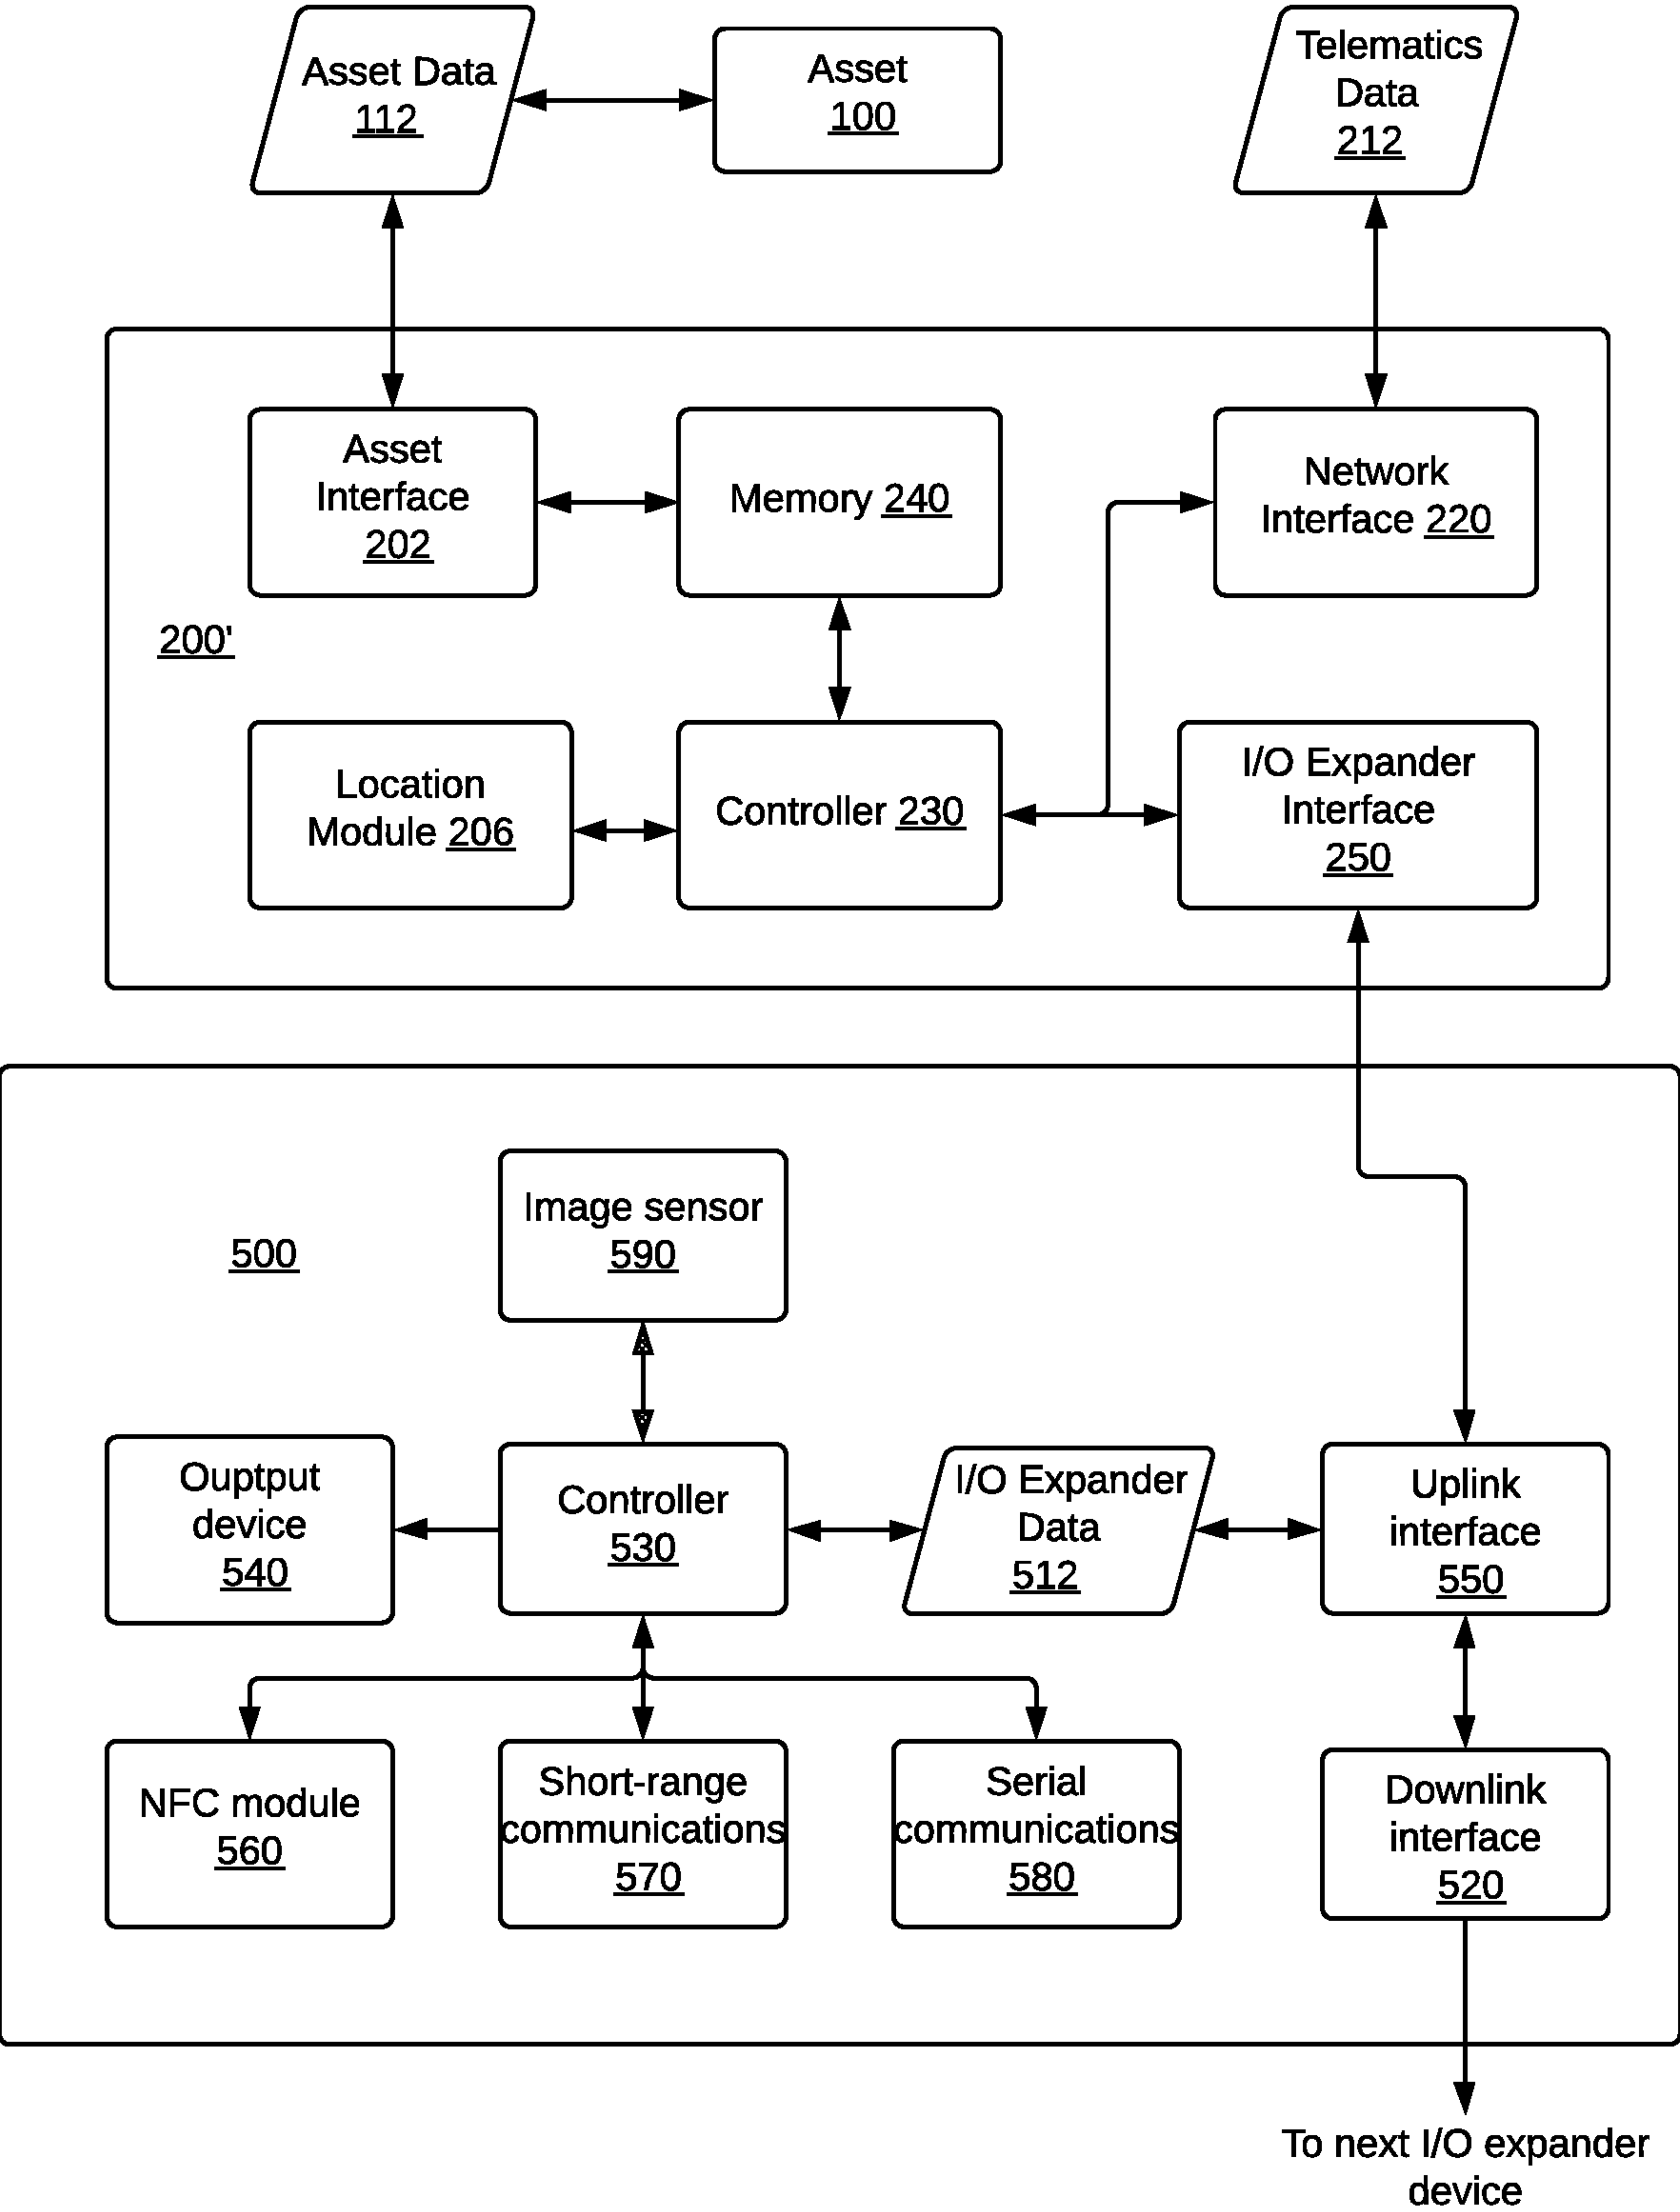 Asset Data
112
Asset
100
Telematics
Data
212
Asset
Interface
202
Memory 240
Network
Interface 220
200'
Location
Module 206
Controller 230
I/O Expander
Interface
250
Image sensor
590
500
Ouptput
device
540
Controller
530
I/O Expander
Data
512
Uplink
interface
550
NFC module
560
Short-range
communications
570
Serial
communications
580
Downlink
interface
520
To next I/O expander
device